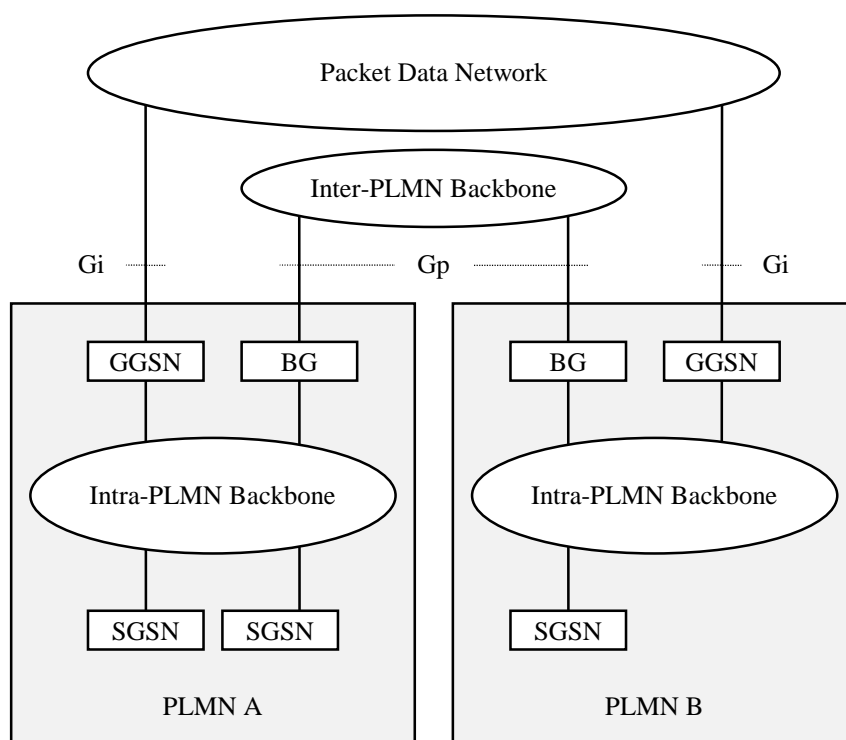 Packet Data Network
Inter-PLMN Backbone
Gi
Gp
Gi
GGSN
BG
BG
GGSN
Intra-PLMN Backbone
Intra-PLMN Backbone
SGSN
SGSN
SGSN
PLMN A
PLMN B